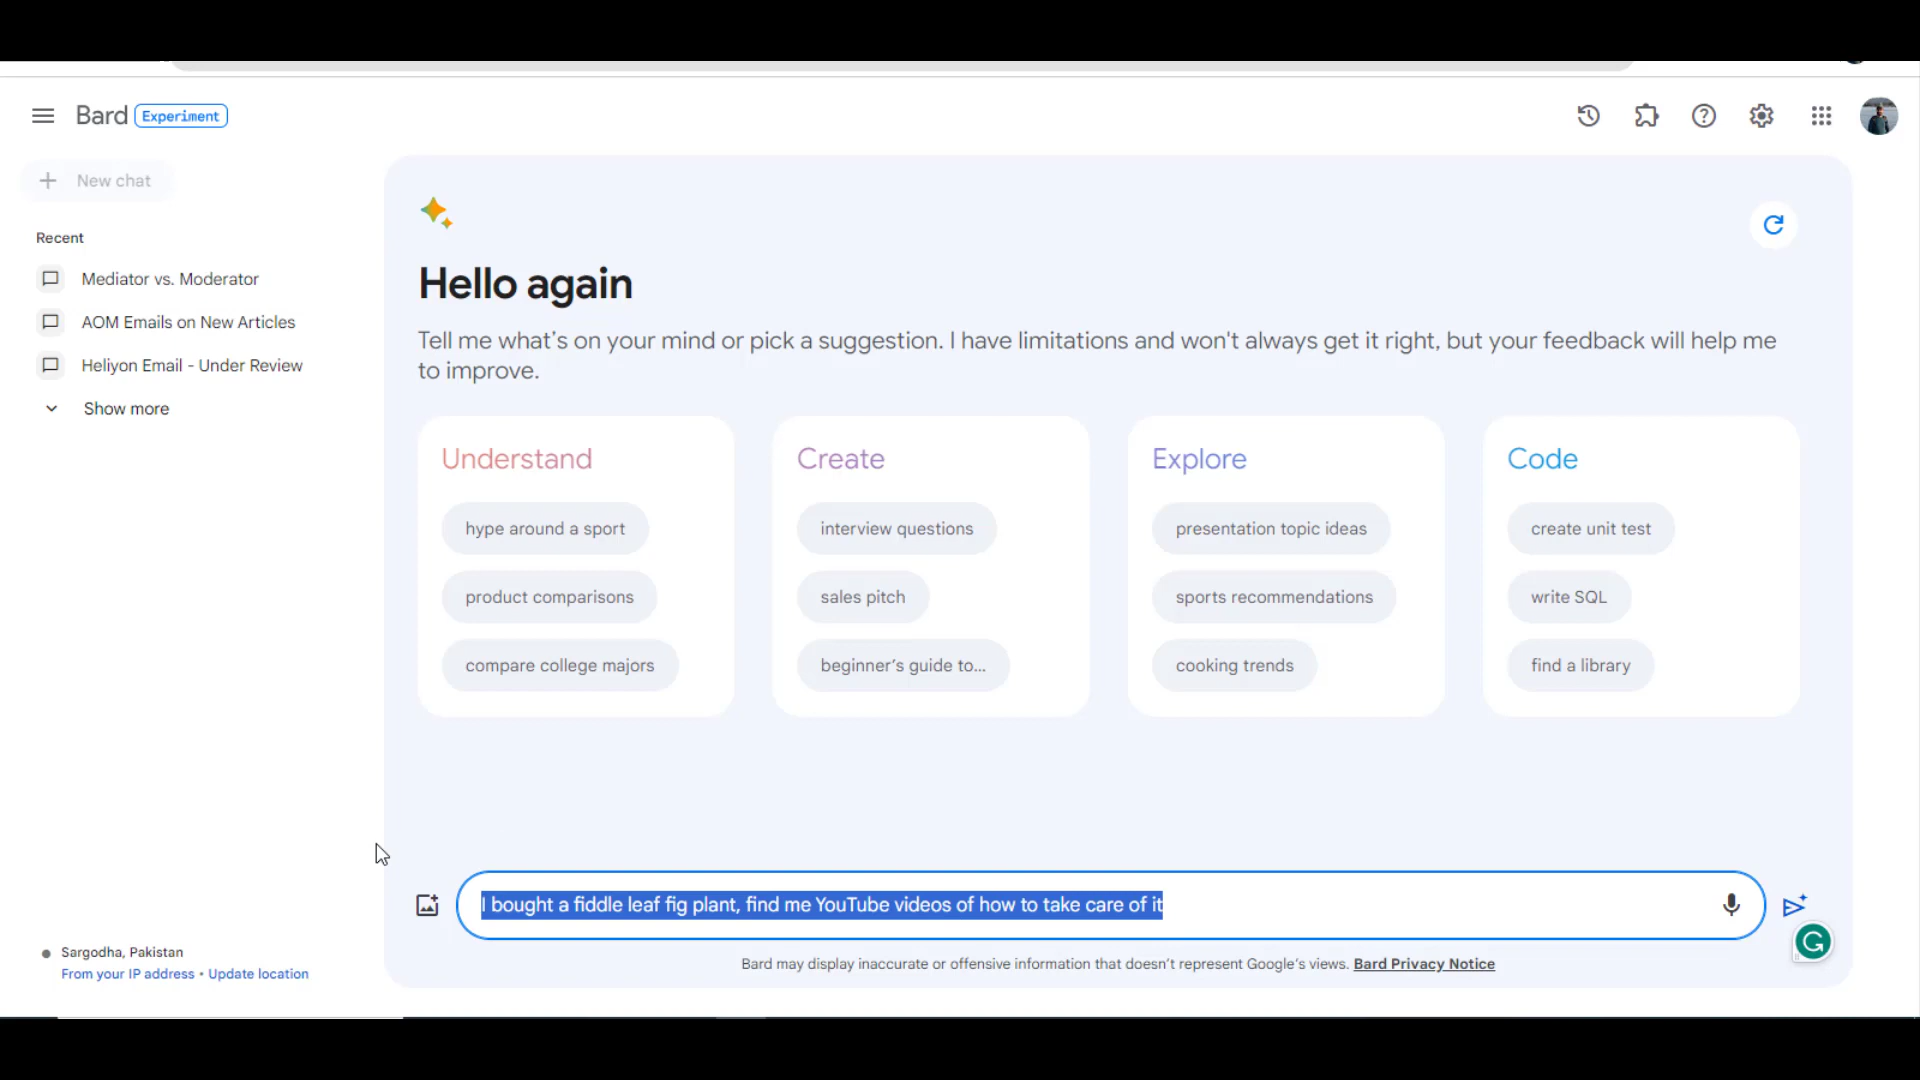 Bard Experiment
New chat
Recent
Mediator vs. Moderator
AOM Emails on New Articles
Heliyon Email - Under Review
Show more
Sargodha, Pakistan
From your IP address • Update location
Hello again
Tell me what's on your mind or pick a suggestion. I have limitations and won't always get it right, but your feedback will help me
to improve.
Understand
hype around a sport
product comparisons
compare college majors
Create
interview questions
sales pitch
beginner's guide to...
Explore
presentation topic ideas
sports recommendations
cooking trends
Code
create unit test
write SQL
find a library
I bought a fiddle leaf fig plant, find me YouTube videos of how to take care of it
Bard may display inaccurate or offensive information that doesn't represent Google's views. Bard Privacy Notice